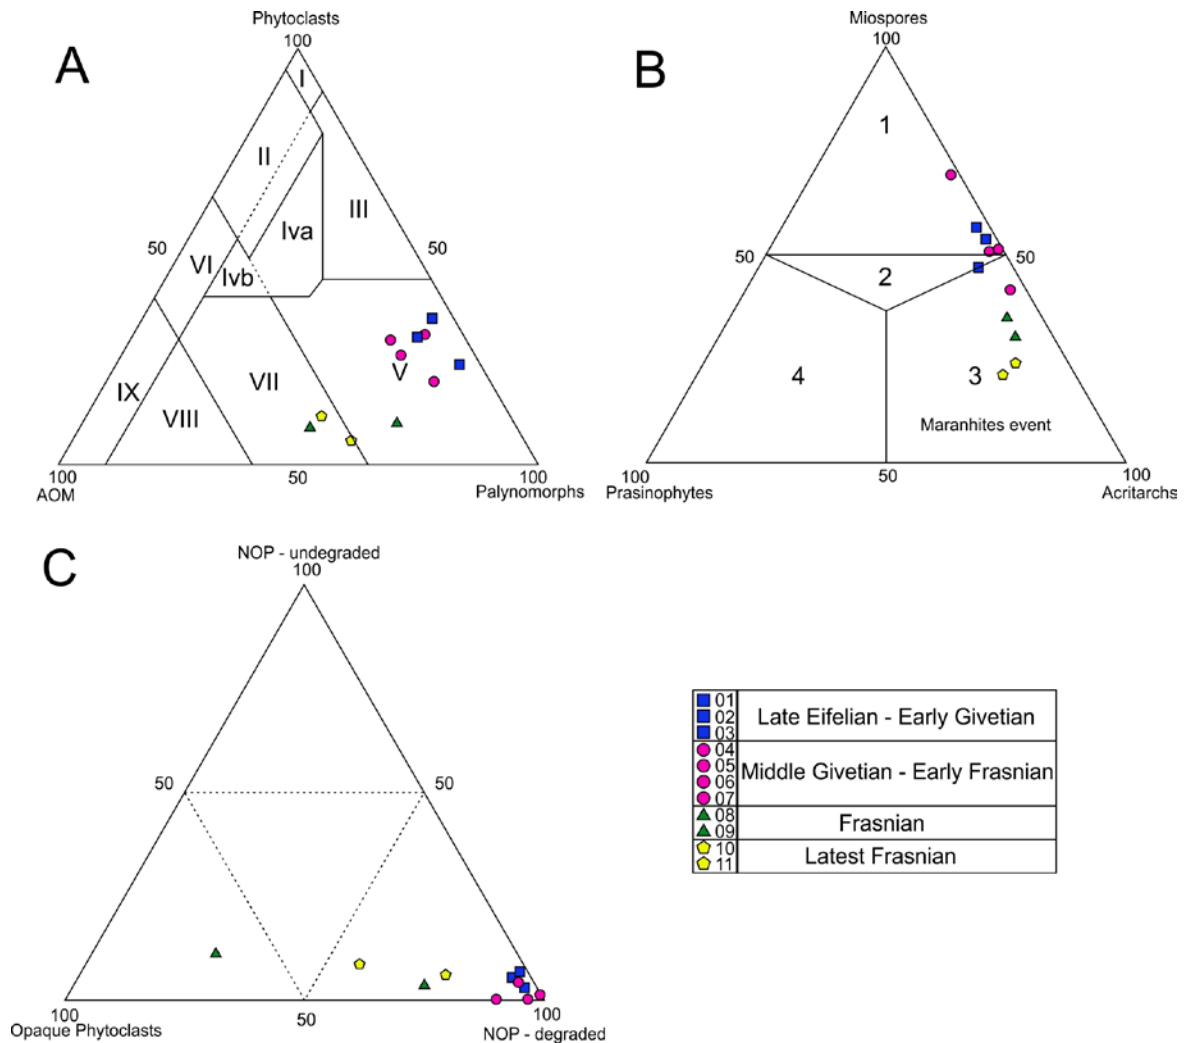 Phytoclasts
100
A
I
II
III
50
50
Iva
VI
Ivb
IX
VII
V
VIII
100
50
100
AOM
Palynomorphs
Miospores
100
B
1
50
50
2
4
3
Maranhites event
100
50
100
Prasinophytes
Acritarchs
NOP - undegraded
100
C
50
50
100
50
100
Opaque Phytoclasts
NOP - degraded
01
02 Late Eifelian - Early Givetian
03
04
05 Middle Givetian - Early Frasnian
06
07
08 Frasnian
09
10 Latest Frasnian
11